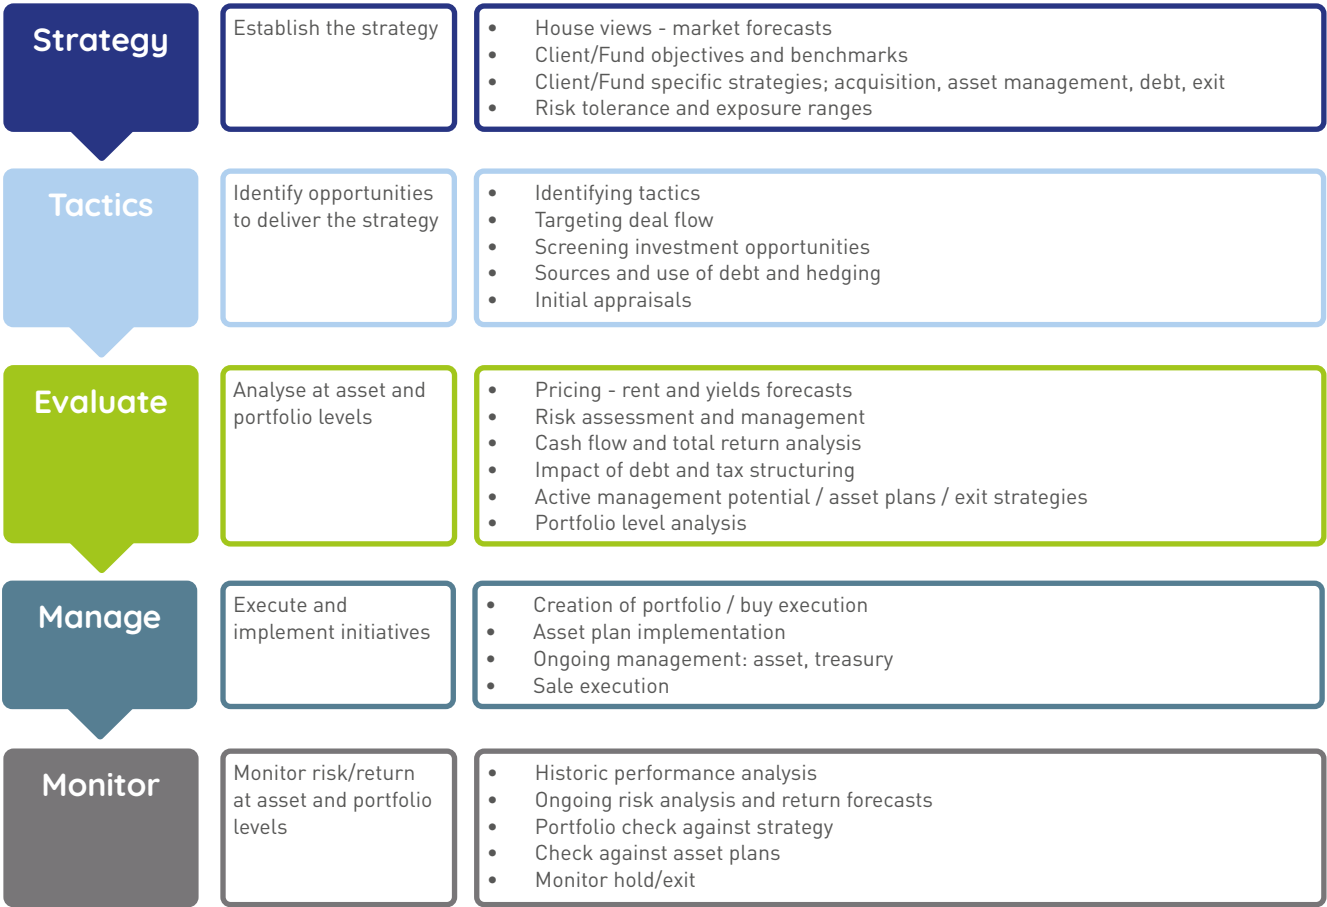 Strategy
Establish the strategy
• House views - market forecasts
• Client/Fund objectives and benchmarks
• Client/Fund specific strategies; acquisition, asset management, debt, exit
• Risk tolerance and exposure ranges
Tactics
Identify opportunities
to deliver the strategy
• Identifying tactics
• Targeting deal flow
• Screening investment opportunities
• Sources and use of debt and hedging
• Initial appraisals
Evaluate
Analyse at asset and
portfolio levels
• Pricing - rent and yields forecasts
• Risk assessment and management
• Cash flow and total return analysis
• Impact of debt and tax structuring
• Active management potential / asset plans / exit strategies
• Portfolio level analysis
Manage
Execute and
implement initiatives
• Creation of portfolio / buy execution
• Asset plan implementation
• Ongoing management: asset, treasury
• Sale execution
Monitor
Monitor risk/return
at asset and portfolio
levels
• Historic performance analysis
• Ongoing risk analysis and return forecasts
• Portfolio check against strategy
• Check against asset plans
• Monitor hold/exit